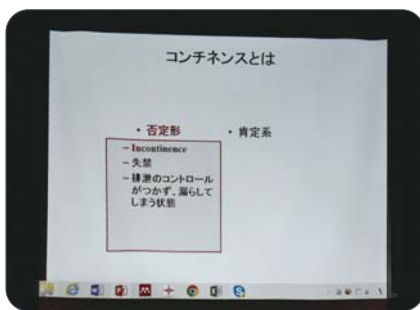 コンチネンスとは
・否定形
– Incontinence
– 失禁
– 排泄のコントロール
がつかず、漏らして
しまう状態
・肯定系